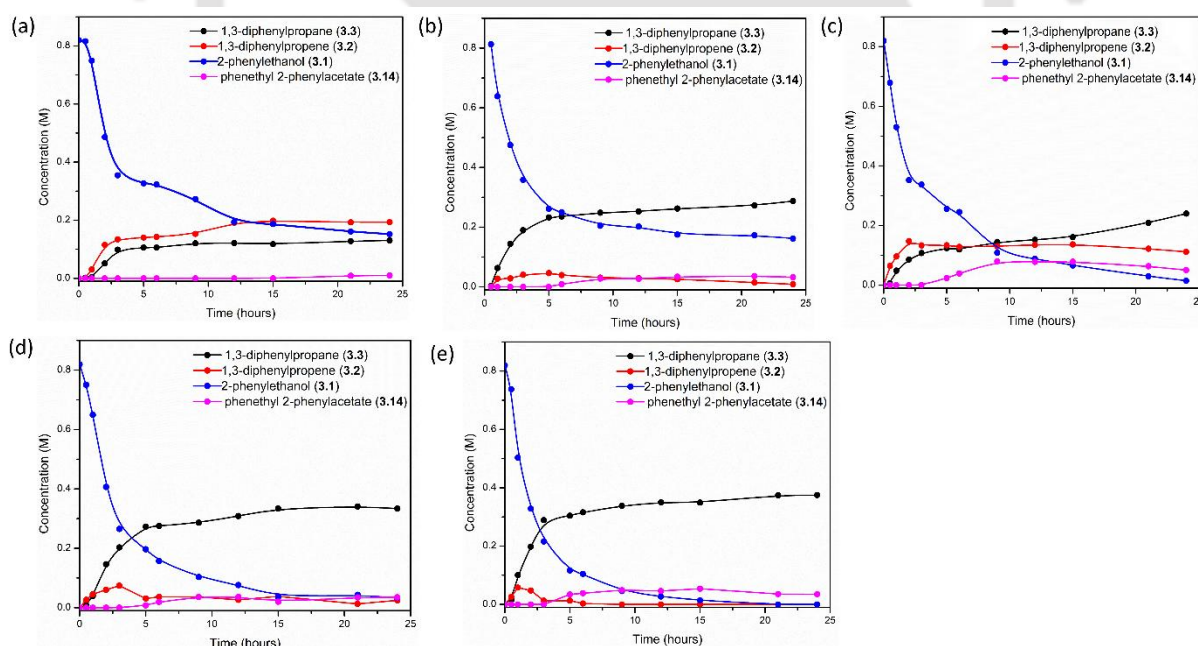 (a)
1,3-diphenylpropane (3.3)
1,3-diphenylpropene (3.2)
2-phenylethanol (3.1)
phenethyl 2-phenylacetate (3.14)
Concentration (M)
0.8
0.6
0.4
0.2
0.0
0 5 10 15 20 25
Time (hours)
(b)
1,3-diphenylpropane (3.3)
1,3-diphenylpropene (3.2)
2-phenylethanol (3.1)
phenethyl 2-phenylacetate (3.14)
Concentration (M)
0.8
0.6
0.4
0.2
0.0
0 5 10 15 20 25
Time (hours)
(c)
1,3-diphenylpropane (3.3)
1,3-diphenylpropene (3.2)
2-phenylethanol (3.1)
phenethyl 2-phenylacetate (3.14)
Concentration (M)
0.8
0.6
0.4
0.2
0.0
0 5 10 15 20 25
Time (hours)
(d)
1,3-diphenylpropane (3.3)
1,3-diphenylpropene (3.2)
2-phenylethanol (3.1)
phenethyl 2-phenylacetate (3.14)
Concentration (M)
0.8
0.6
0.4
0.2
0.0
0 5 10 15 20 25
Time (hours)
(e)
1,3-diphenylpropane (3.3)
1,3-diphenylpropene (3.2)
2-phenylethanol (3.1)
phenethyl 2-phenylacetate (3.14)
Concentration (M)
0.8
0.6
0.4
0.2
0.0
0 5 10 15 20 25
Time (hours)